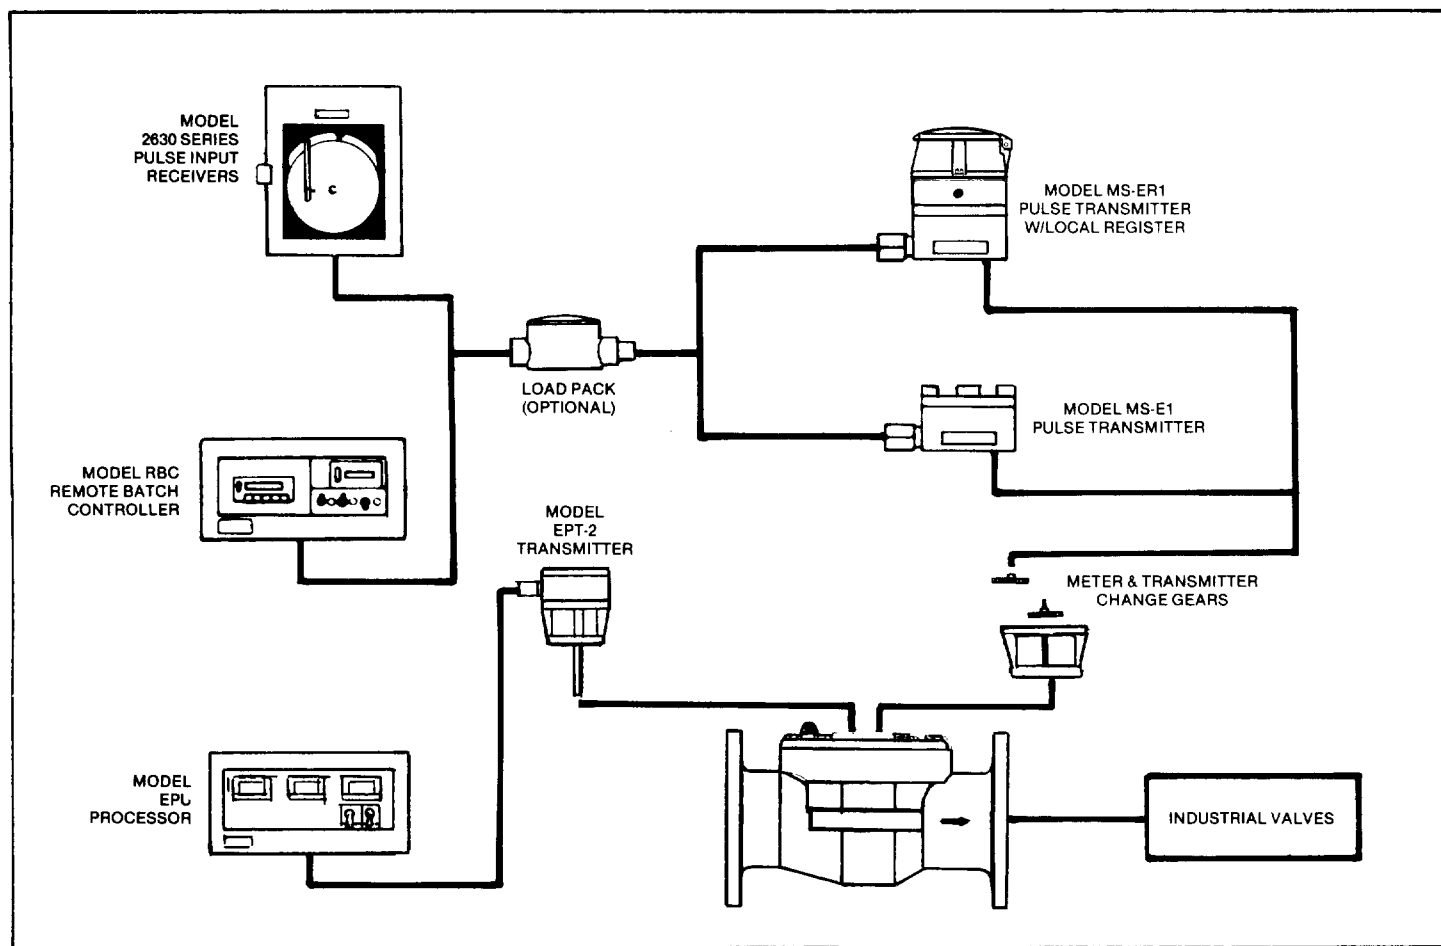 MODEL
2630 SERIES
PULSE INPUT
RECEIVERS
MODEL MS-ER1
PULSE TRANSMITTER
W/LOCAL REGISTER
LOAD PACK
(OPTIONAL)
MODEL MS-E1
PULSE TRANSMITTER
MODEL RBC
REMOTE BATCH
CONTROLLER
MODEL
EPT-2
TRANSMITTER
METER & TRANSMITTER
CHANGE GEARS
MODEL
EPU
PROCESSOR
INDUSTRIAL VALVES